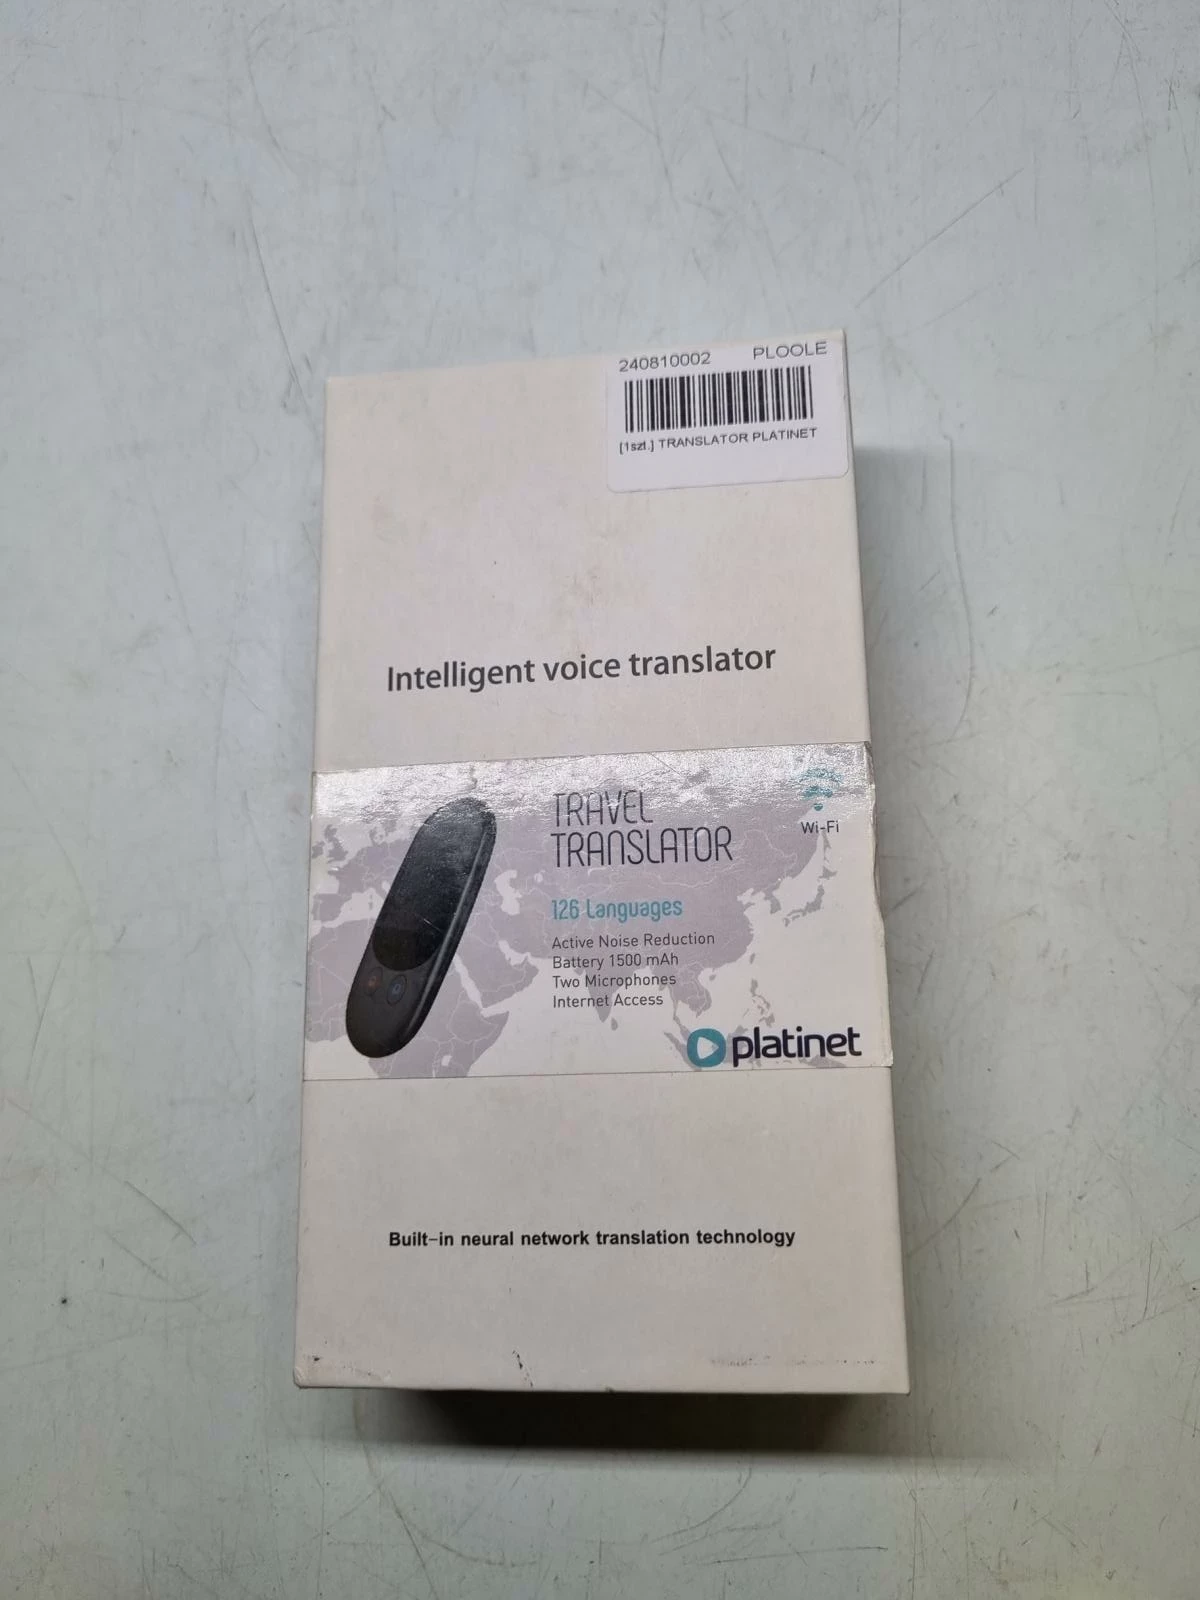 240810002 PLOOLE
[1szt.] TRANSLATOR PLATINET
Intelligent voice translator
TRAVEL
TRANSLATOR
Wi-Fi
126 Languages
Active Noise Reduction
Battery 1500 mAh
Two Microphones
Internet Access
platinet
Built-in neural network translation technology